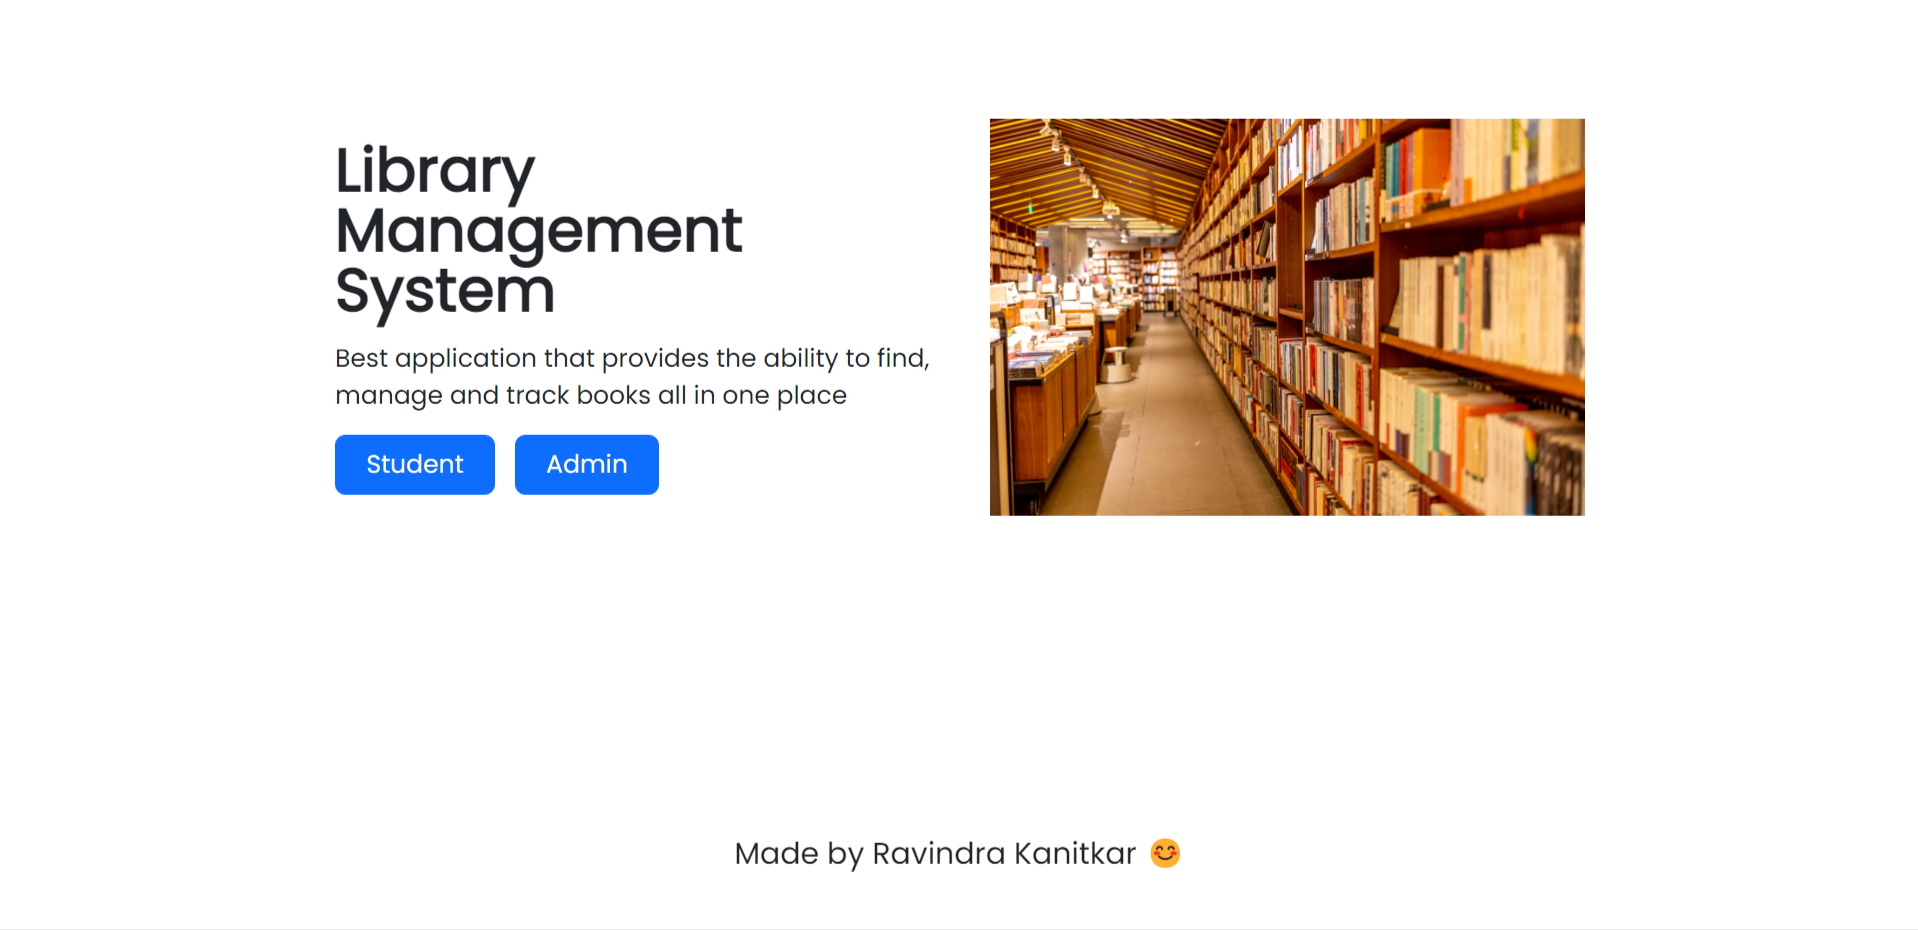 Library
Management
System
Best application that provides the ability to find,
manage and track books all in one place
Student
Admin
Made by Ravindra Kanitkar 😊